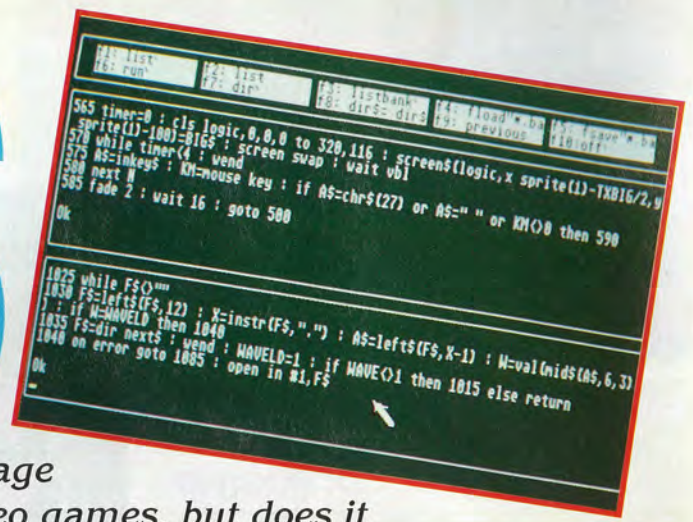 f1: list`
f2: list
f3: listbank`
f4: fload"*.ba
f5: fsave"*.ba
f6: run`
f7: dir`
f8: dir$= dir$
f9: previous
f10:off`
565 timer=0 : cls logic,0,0,0 to 320,116 : screen$(logic,x sprite(1)-TXBIG/2,y
sprite(1)-100)=BIG$ : screen swap : wait vbl
570 while timer<4 : wend
575 A$=inkey$ : KM=mouse key : if A$=chr$(27) or A$=" " or KM<>0 then 590
580 next N
585 fade 2 : wait 16 : goto 500
Ok
1025 while F$<>""
1030 F$=left$(F$,12) : X=instr(F$,".") : A$=left$(F$,X-1) : W=val(mid$(A$,6,3)
) : if W=WAVELD then 1040
1035 F$=dir next$ : wend : WAVELD=1 : if WAVE<>1 then 1015 else return
1040 on error goto 1085 : open in #1,F$
Ok
age
eo games, but does it